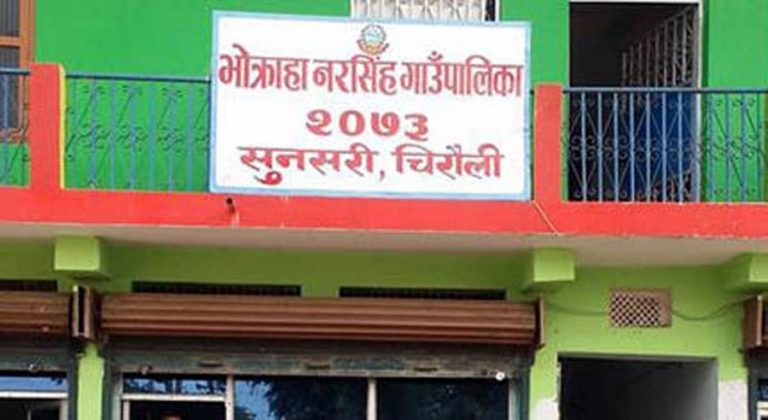 भोक्राहा नरसिंह गाउँपालिका
२०७३
सुनसरी, चिरौली